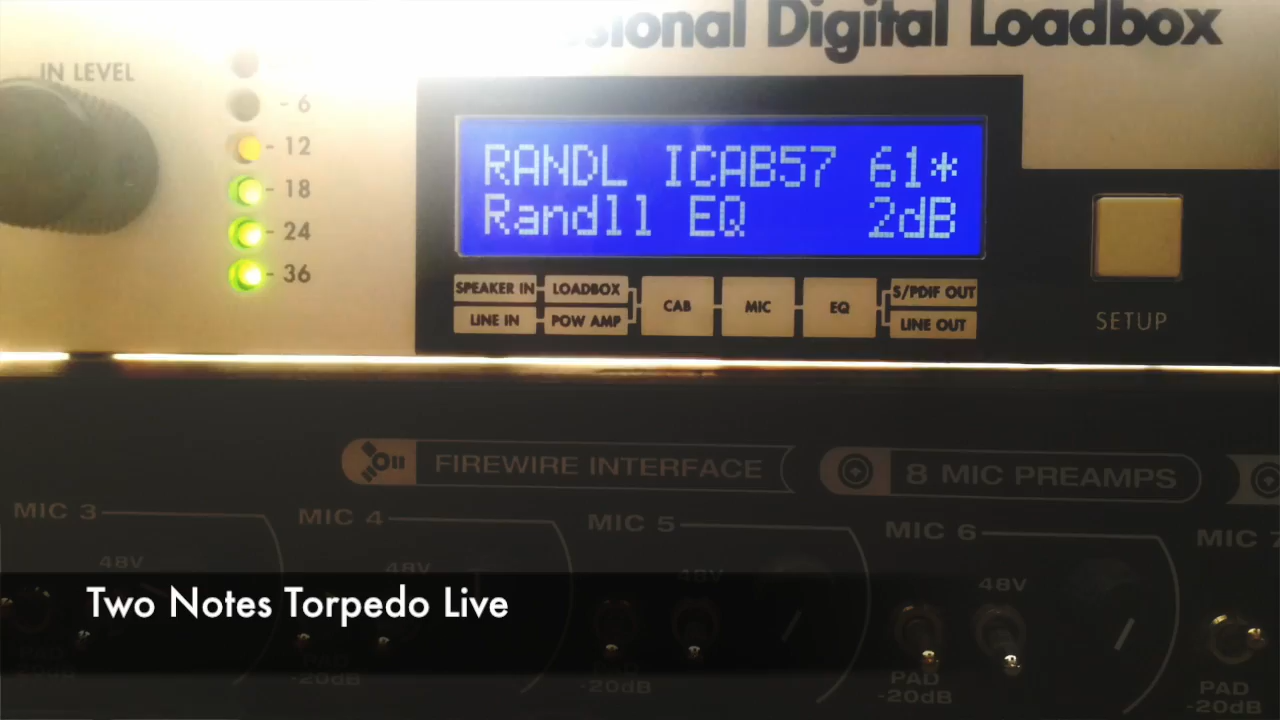 sional Digital Loadbox
IN LEVEL
- 6
- 12
- 18
- 24
- 36
RANDL ICAB57 61*
Randll EQ 2dB
SPEAKER IN LOADBOX CAB MIC EQ S/PDIF OUT
LINE IN POW AMP LINE OUT
SETUP
FIREWIRE INTERFACE 8 MIC PREAMPS
MIC 3 MIC 4 MIC 5 MIC 6 MIC 7
48V 48V 48V 48V
Two Notes Torpedo Live
PAD PAD PAD PAD
-20dB -20dB -20dB -20dB -20dB